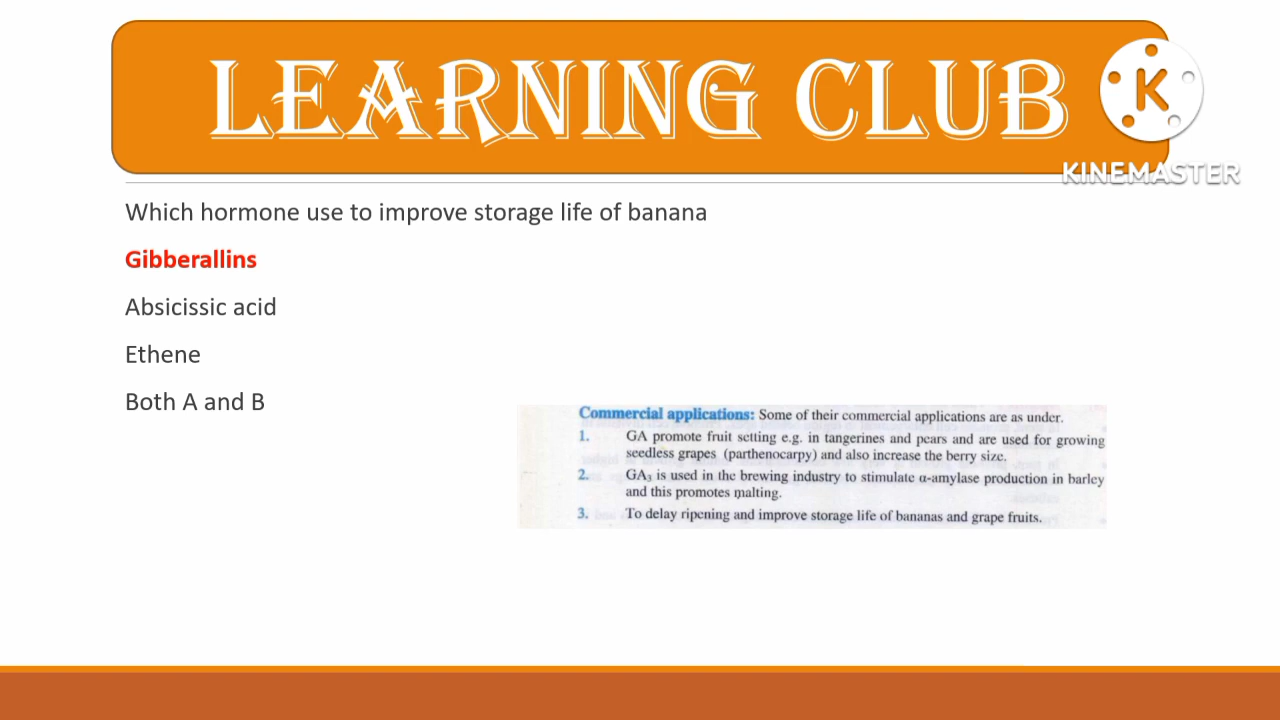 LEARNING CLUB
K
KINEMASTER
Which hormone use to improve storage life of banana
Gibberallins
Absicissic acid
Ethene
Both A and B
Commercial applications: Some of their commercial applications are as under.
1. GA promote fruit setting e.g. in tangerines and pears and are used for growing
seedless grapes (parthenocarpy) and also increase the berry size.
2. GA₃ is used in the brewing industry to stimulate α-amylase production in barley
and this promotes malting.
3. To delay ripening and improve storage life of bananas and grape fruits.